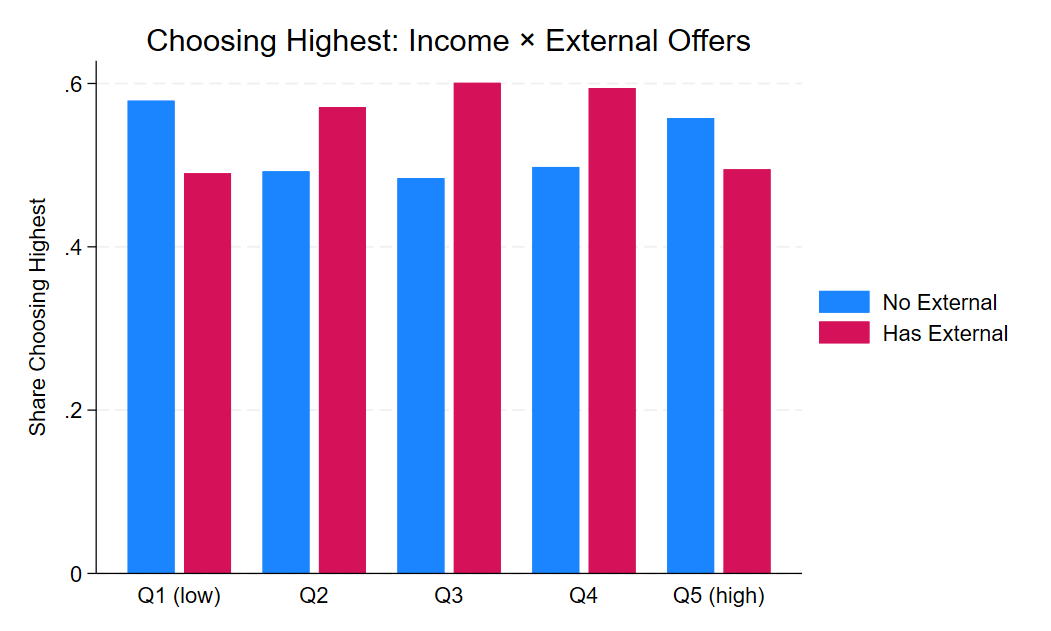 Choosing Highest: Income × External Offers
Share Choosing Highest
.6
.4
.2
0
Q1 (low)
Q2
Q3
Q4
Q5 (high)
No External
Has External